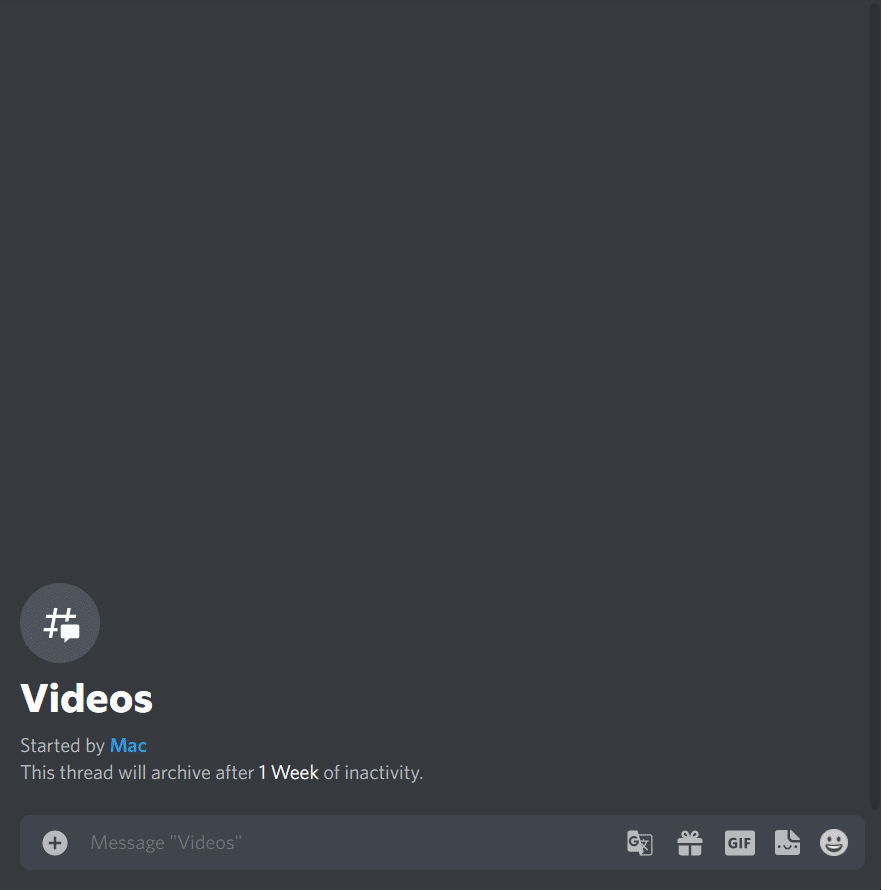 Videos
Started by Mac
This thread will archive after 1 Week of inactivity.
Message "Videos"
GIF